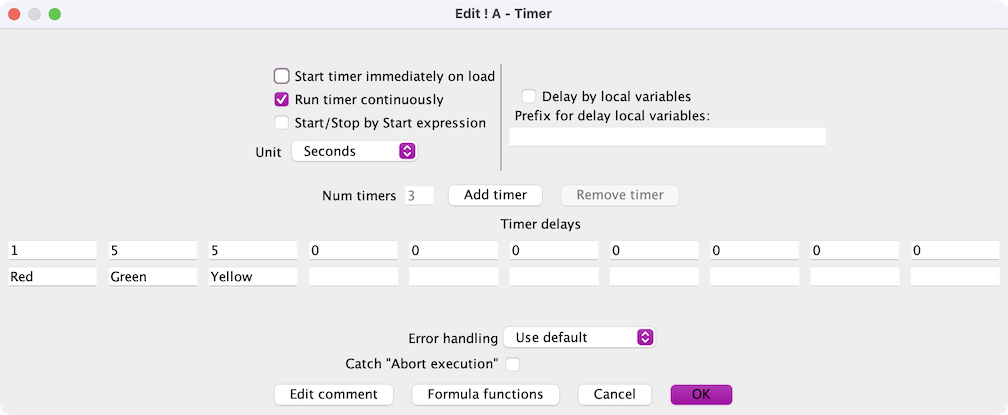 Edit ! A - Timer
Start timer immediately on load
Run timer continuously
Start/Stop by Start expression
Unit Seconds
Delay by local variables
Prefix for delay local variables:
Num timers 3 Add timer Remove timer
Timer delays
1 5 5 0 0 0 0 0 0 0
Red Green Yellow
Error handling Use default
Catch "Abort execution"
Edit comment Formula functions Cancel OK